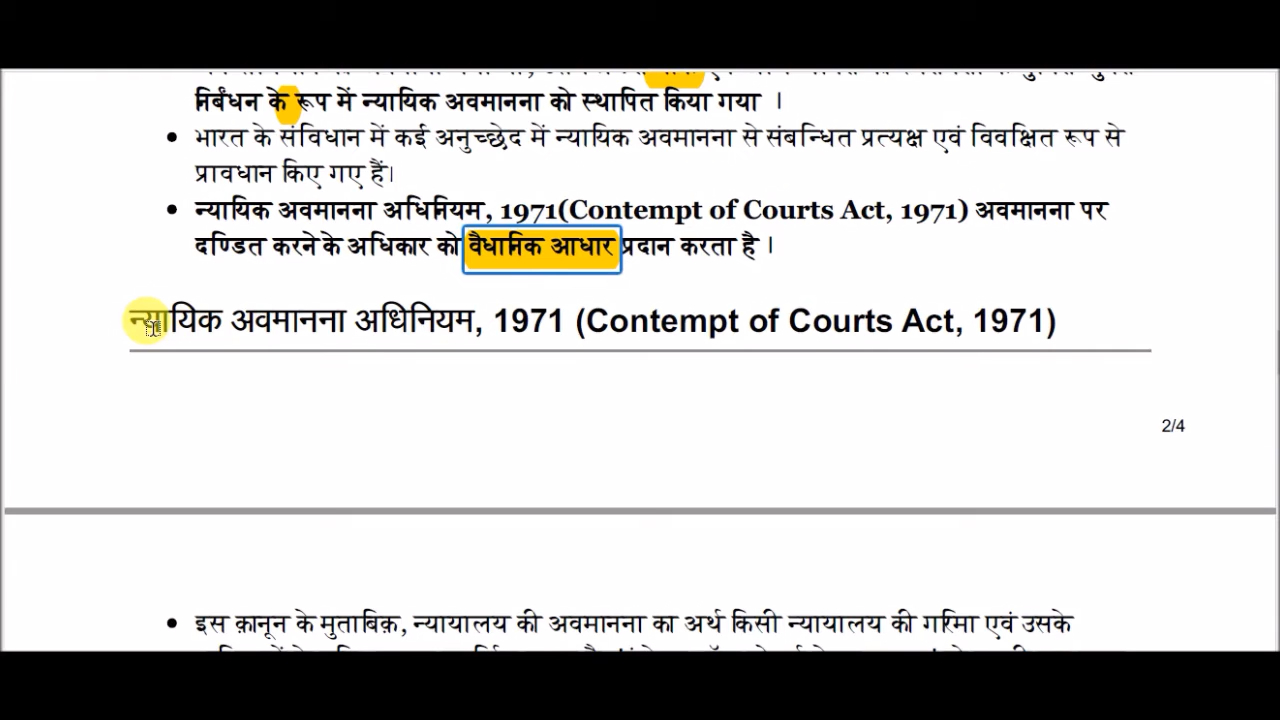 निर्बंधन के रूप में न्यायिक अवमानना को स्थापित किया गया ।
• भारत के संविधान में कई अनुच्छेद में न्यायिक अवमानना से संबन्धित प्रत्यक्ष एवं विवक्षित रूप से
प्रावधान किए गए हैं।
• न्यायिक अवमानना अधिनियम, 1971(Contempt of Courts Act, 1971) अवमानना पर
दण्डित करने के अधिकार को वैधानिक आधार प्रदान करता है ।
न्यायिक अवमानना अधिनियम, 1971 (Contempt of Courts Act, 1971)
2/4
• इस क़ानून के मुताबिक़, न्यायालय की अवमानना का अर्थ किसी न्यायालय की गरिमा एवं उसके